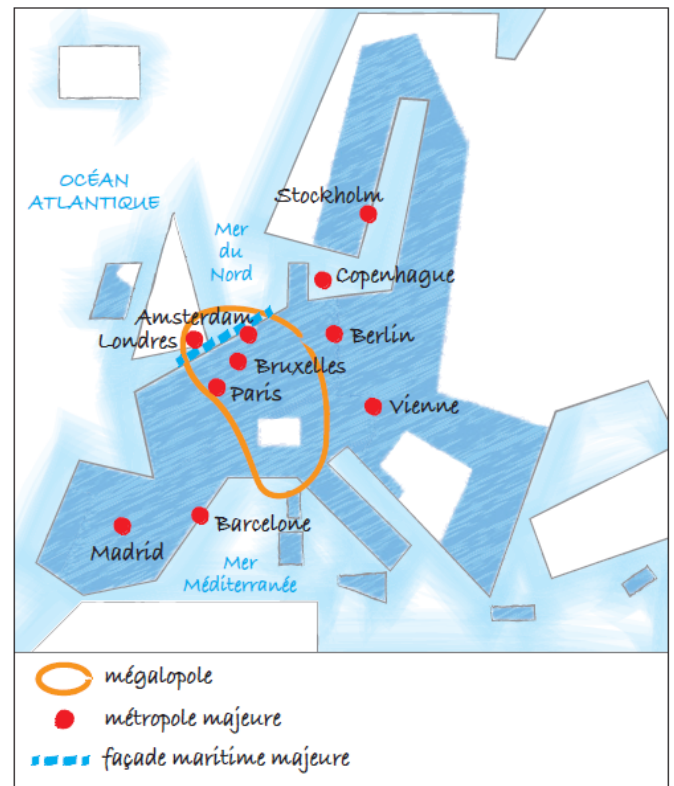 OCÉAN
ATLANTIQUE
Stockholm
Mer
du
Nord
Copenhague
Amsterdam
Londres
Berlin
Bruxelles
Paris
Vienne
Barcelone
Madrid
Mer
Méditerranée
mégalopole
métropole majeure
façade maritime majeure